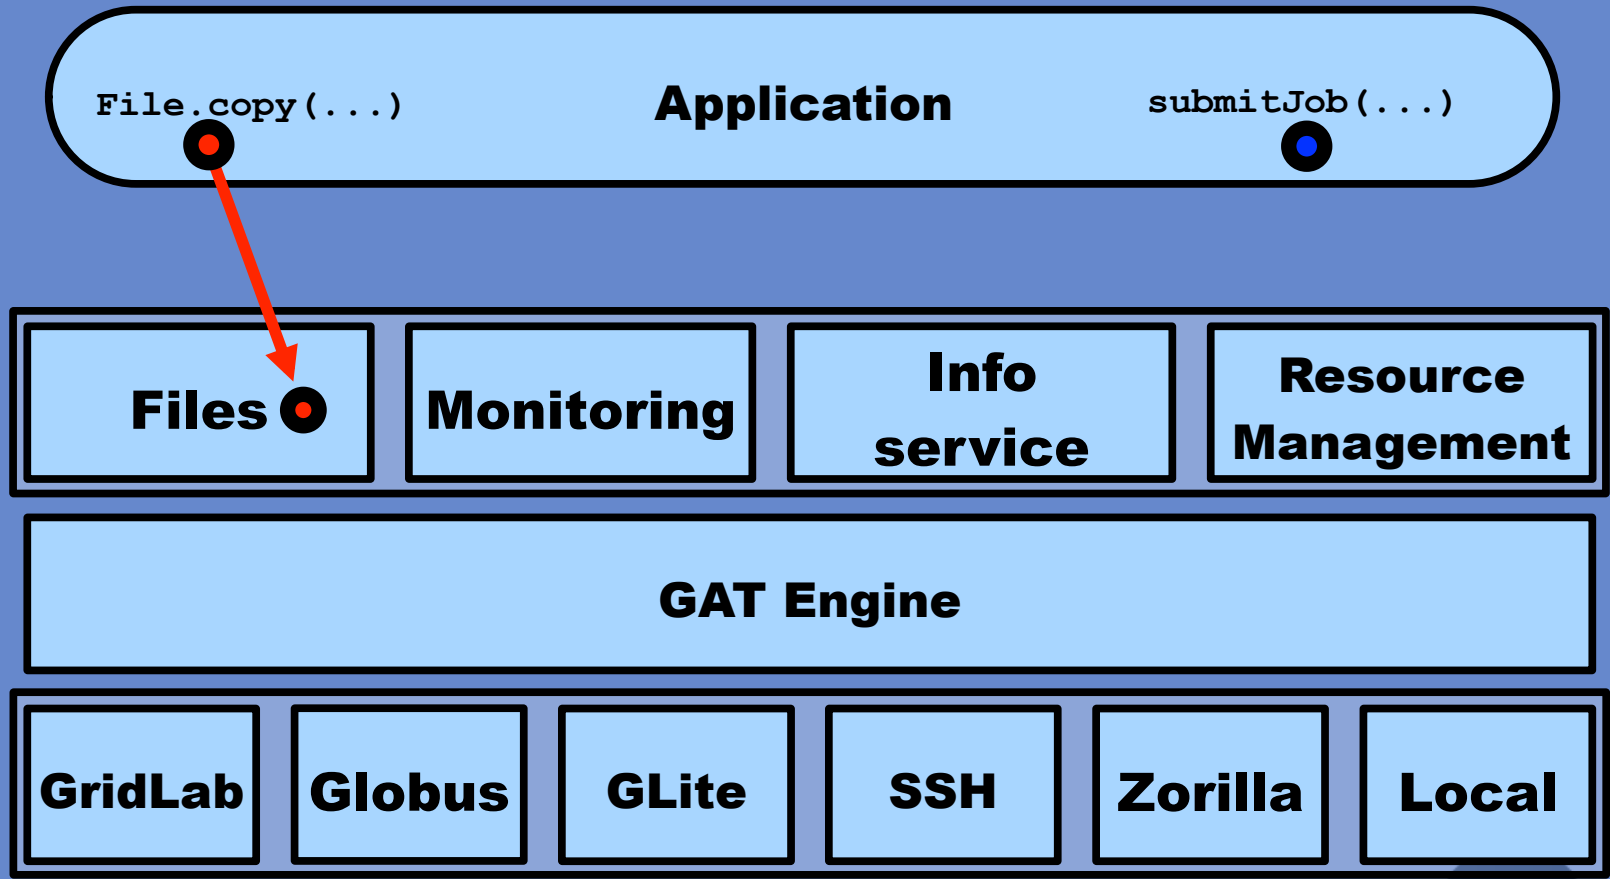 File.copy(...)
Application
submitJob(...)
Files
Monitoring
Info
service
Resource
Management
GAT Engine
GridLab
Globus
GLite
SSH
Zorilla
Local